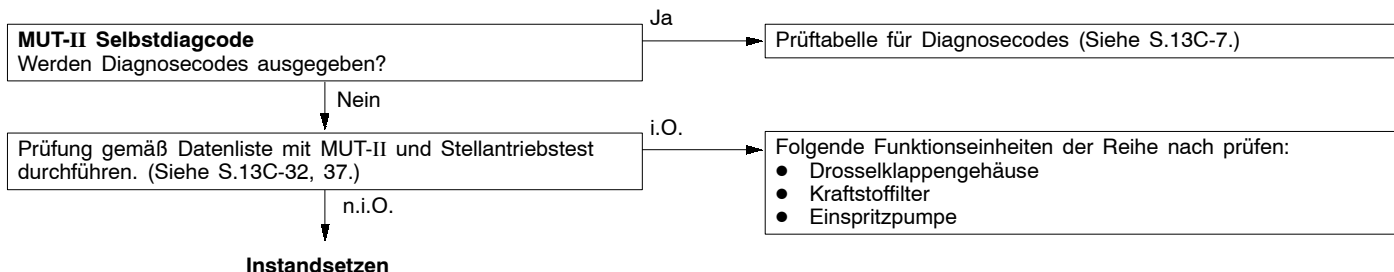 Ja
MUT-II Selbstdiagcode
Werden Diagnosecodes ausgegeben?
Prüftabelle für Diagnosecodes (Siehe S.13C-7.)
Nein
i.O.
Prüfung gemäß Datenliste mit MUT-II und Stellantriebstest
durchführen. (Siehe S.13C-32, 37.)
Folgende Funktionseinheiten der Reihe nach prüfen:
● Drosselklappengehäuse
● Kraftstoffilter
● Einspritzpumpe
n.i.O.
Instandsetzen